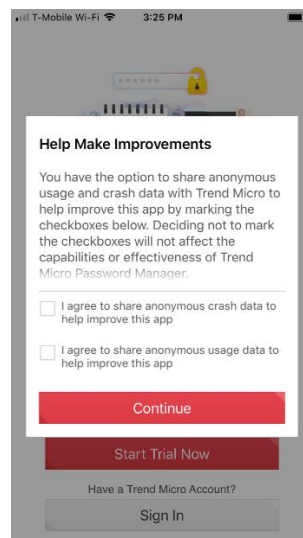 T-Mobile Wi-Fi 3:25 PM
******
Help Make Improvements
You have the option to share anonymous
usage and crash data with Trend Micro to
help improve this app by marking the
checkboxes below. Deciding not to mark
the checkboxes will not affect the
capabilities or effectiveness of Trend
Micro Password Manager.
I agree to share anonymous crash data to
help improve this app
I agree to share anonymous usage data to
help improve this app
Continue
Start Trial Now
Have a Trend Micro Account?
Sign In